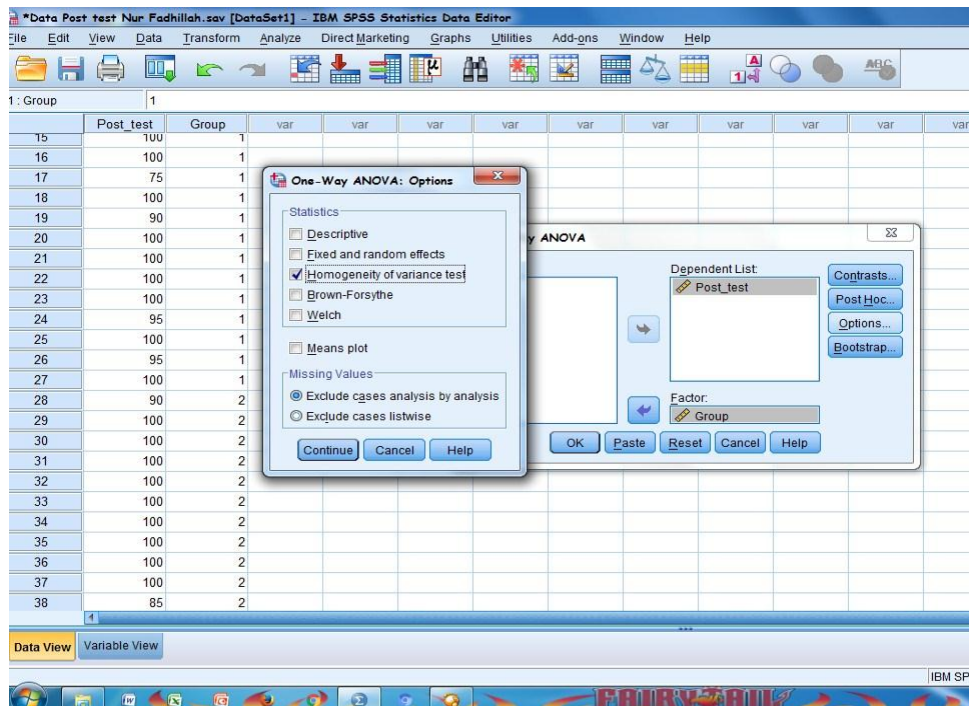 *Data Post test Nur Fadhillah.sav [DataSet1] - IBM SPSS Statistics Data Editor
File Edit View Data Transform Analyze Direct Marketing Graphs Utilities Add-ons Window Help
1 : Group 1
Post_test Group var var var var var var var var var var
15 100 1
16 100 1
17 75 1
18 100 1
19 90 1
20 100 1
21 100 1
22 100 1
23 100 1
24 95 1
25 100 1
26 95 1
27 100 1
28 90 2
29 100 2
30 100 2
31 100 2
32 100 2
33 100 2
34 100 2
35 100 2
36 100 2
37 100 2
38 85 2
One-Way ANOVA: Options
Statistics
Descriptive
Fixed and random effects
Homogeneity of variance test
Brown-Forsythe
Welch
Means plot
Missing Values
Exclude cases analysis by analysis
Exclude cases listwise
Continue Cancel Help
y ANOVA
Dependent List:
Post_test
Contrasts...
Post Hoc...
Options...
Bootstrap...
Factor:
Group
OK Paste Reset Cancel Help
Data View Variable View
IBM SP
FAIRY TAIL